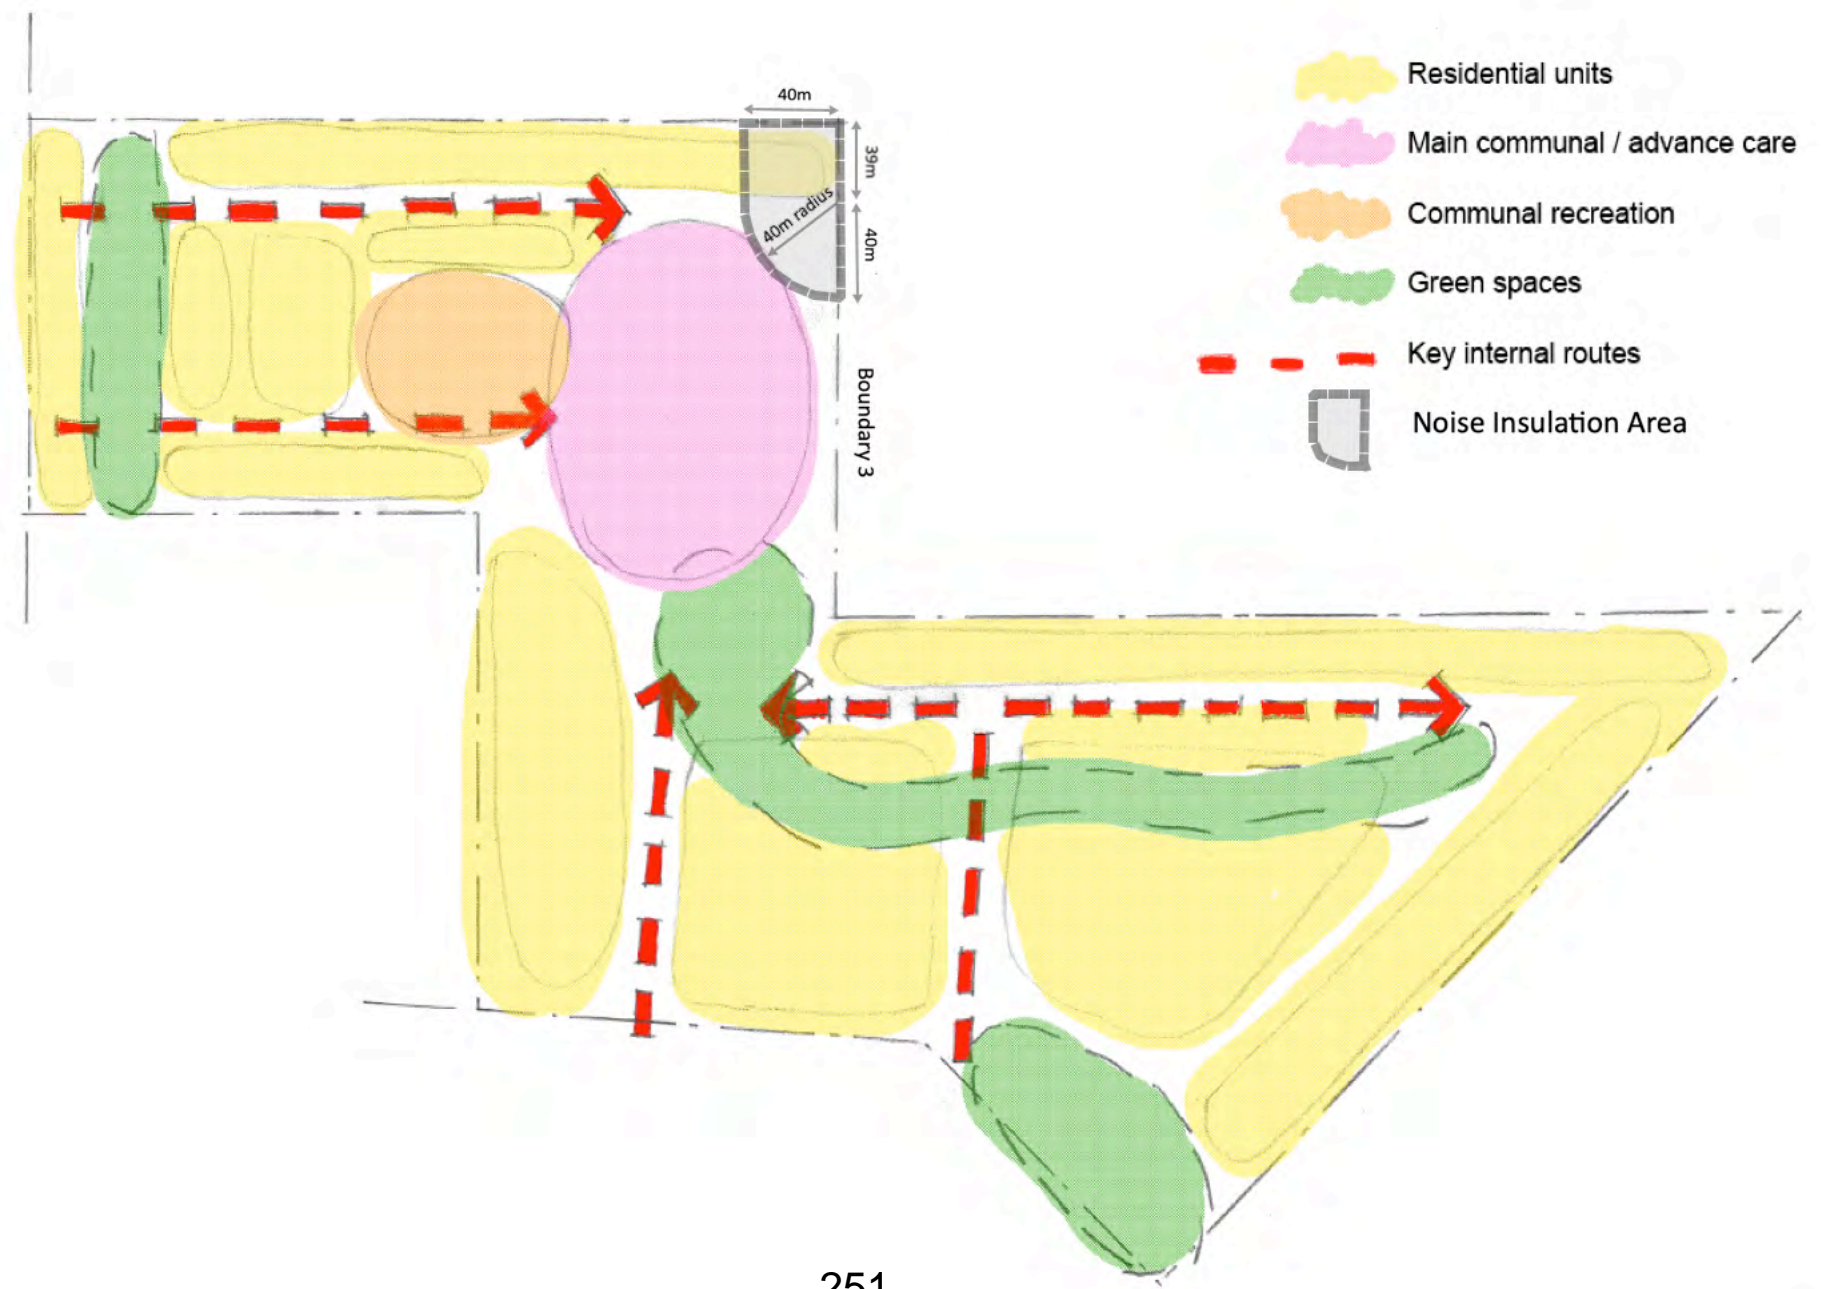 40m
39m
40m radius
40m
Boundary 3
Residential units
Main communal / advance care
Communal recreation
Green spaces
Key internal routes
Noise Insulation Area
251